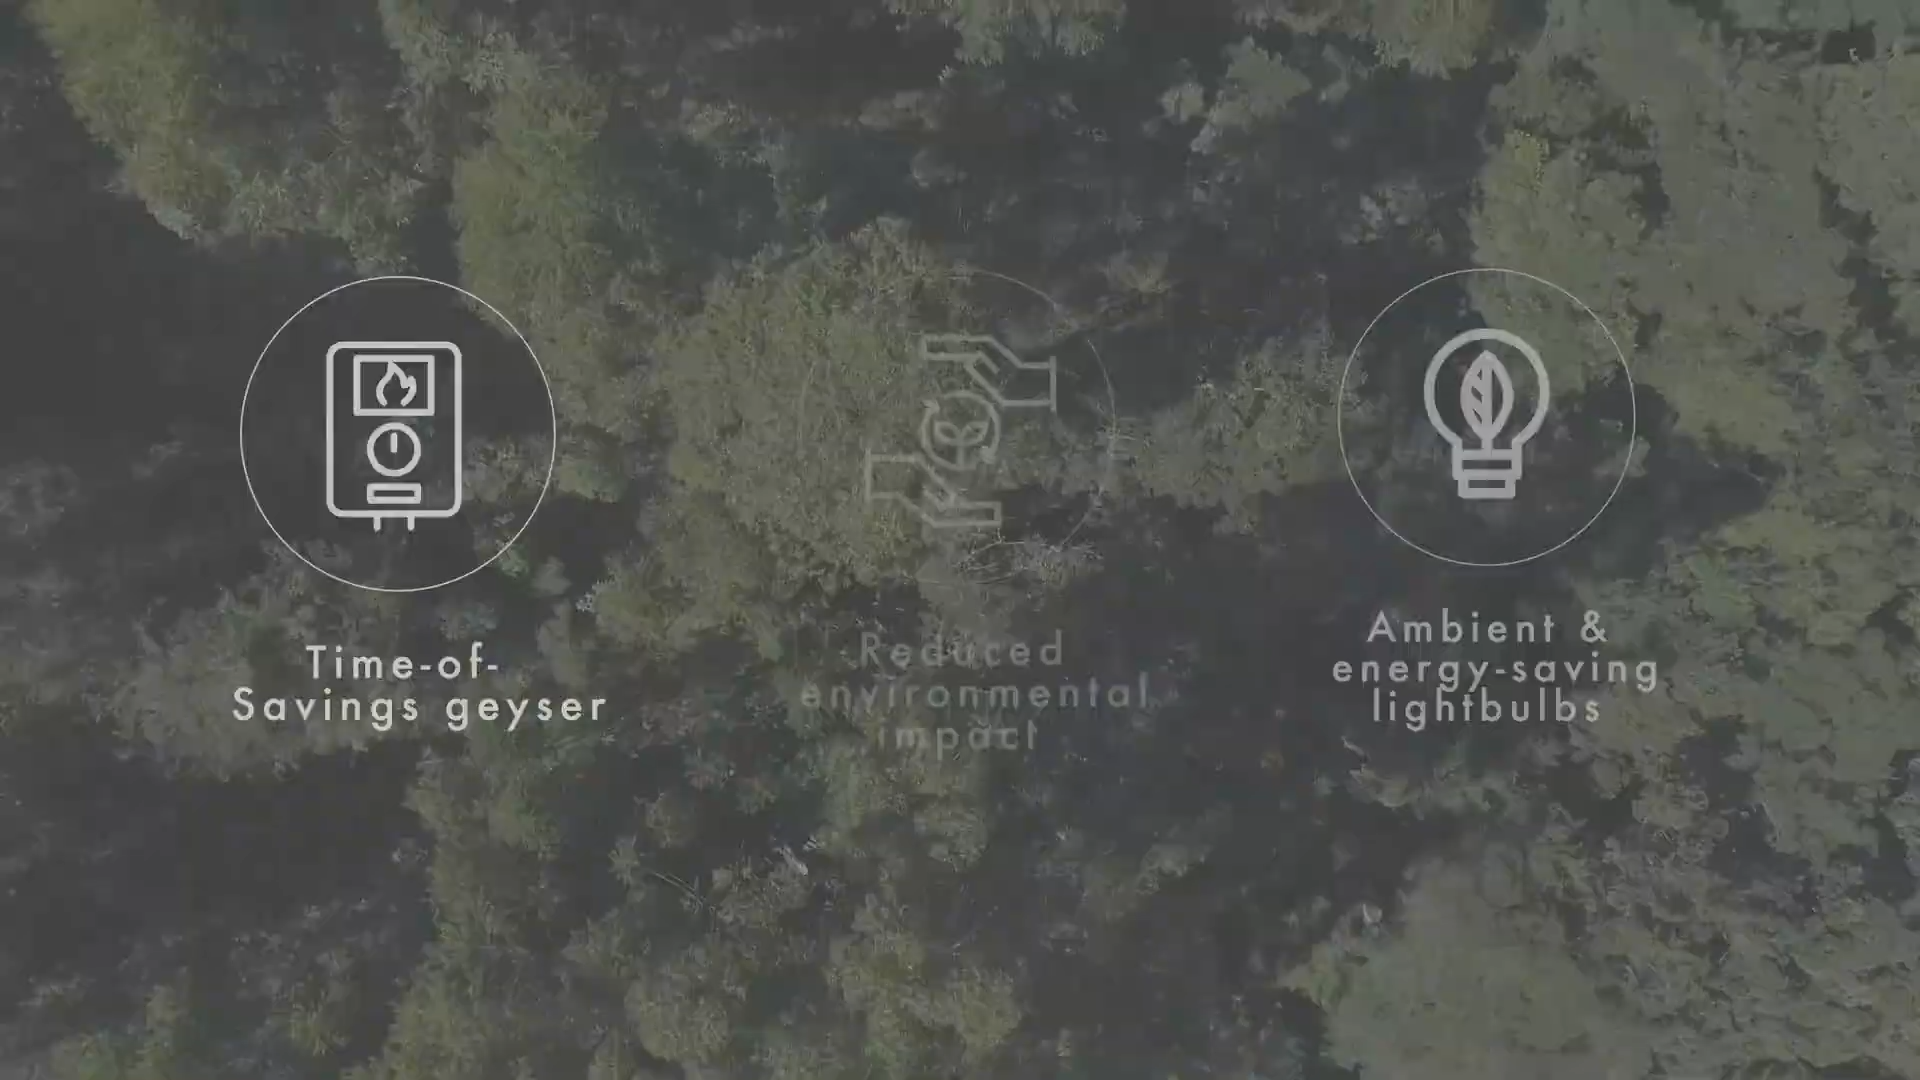 Time-of-
Savings geyser
Reduced
environmental
impact
Ambient &
energy-saving
lightbulbs